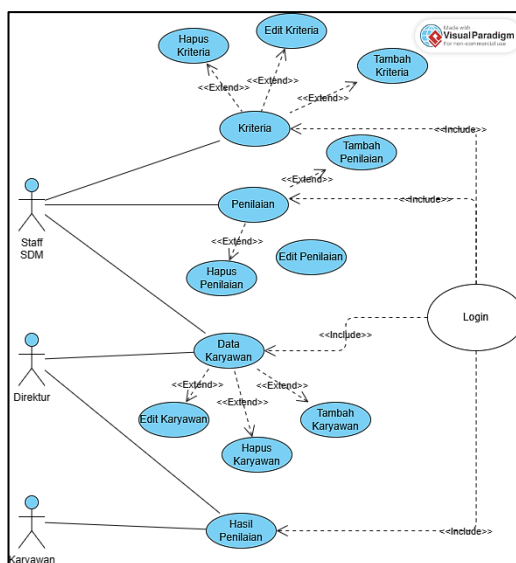 Made with
Visual Paradigm
For non-commercial use
Hapus
Kriteria
Edit Kriteria
Tambah
Kriteria
<<Extend>>
<<Extend>>
<<Extend>>
Kriteria
<<Include>>
Tambah
Penilaian
<<Extend>>
Penilaian
<<Include>>
Staff
SDM
<<Extend>>
Hapus
Penilaian
Edit Penilaian
Login
<<Include>>
Data
Karyawan
Direktur
<<Extend>>
<<Extend>>
<<Extend>>
Edit Karyawan
Tambah
Karyawan
Hapus
Karyawan
Hasil
Penilaian
<<Include>>
Karyawan